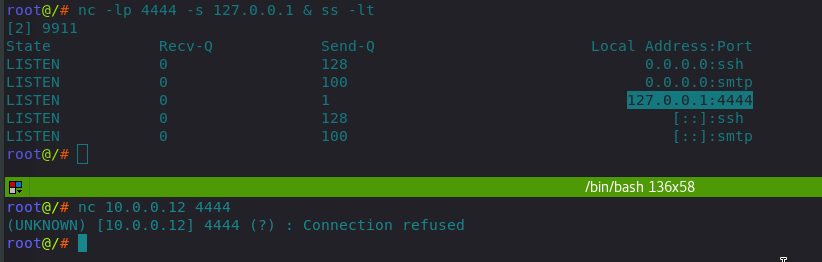 root@/# nc -lp 4444 -s 127.0.0.1 & ss -lt
[2] 9911
State Recv-Q Send-Q Local Address:Port
LISTEN 0 128 0.0.0.0:ssh
LISTEN 0 100 0.0.0.0:smtp
LISTEN 0 1 127.0.0.1:4444
LISTEN 0 128 [::]:ssh
LISTEN 0 100 [::]:smtp
root@/#
/bin/bash 136x58
root@/# nc 10.0.0.12 4444
(UNKNOWN) [10.0.0.12] 4444 (?) : Connection refused
root@/#